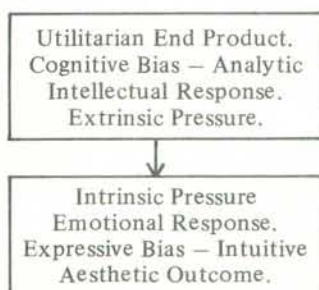 Utilitarian End Product.
Cognitive Bias – Analytic
Intellectual Response.
Extrinsic Pressure.
Intrinsic Pressure
Emotional Response.
Expressive Bias – Intuitive
Aesthetic Outcome.